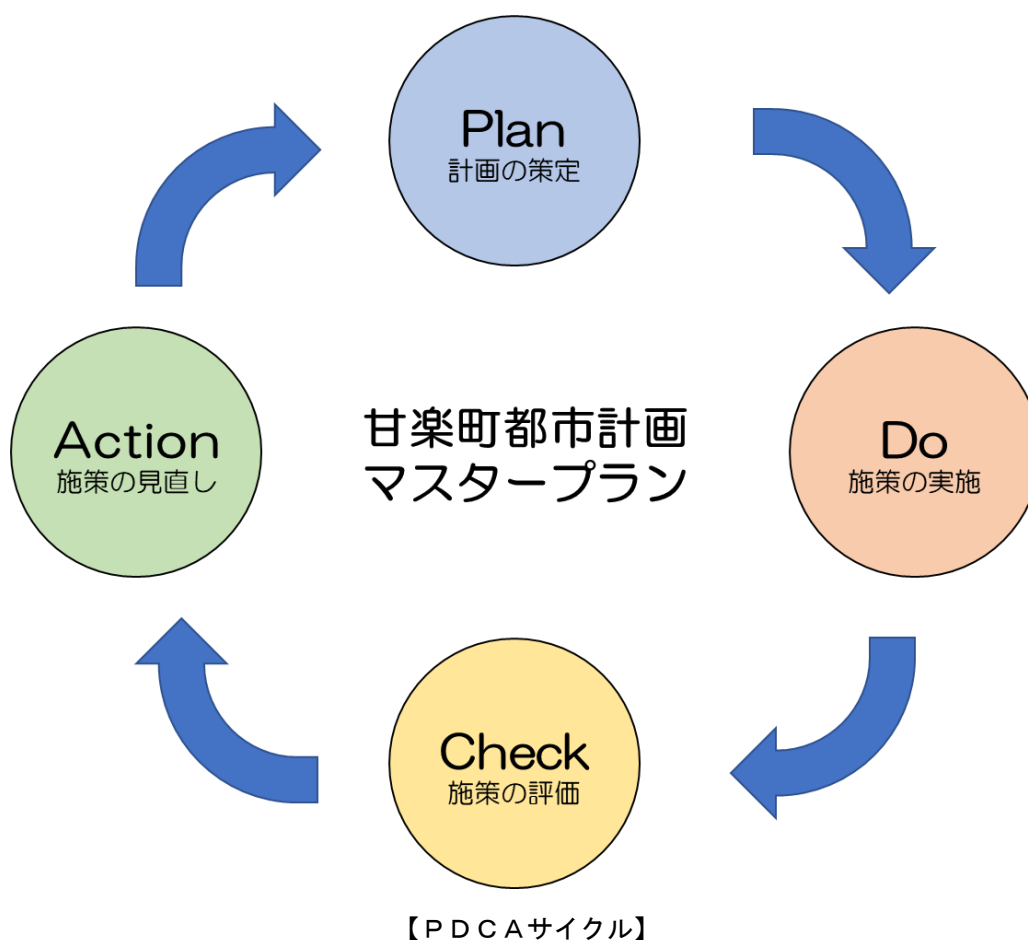 Plan
計画の策定
Action
施策の見直し
甘楽町都市計画
マスタープラン
Do
施策の実施
Check
施策の評価
【ＰＤＣＡサイクル】